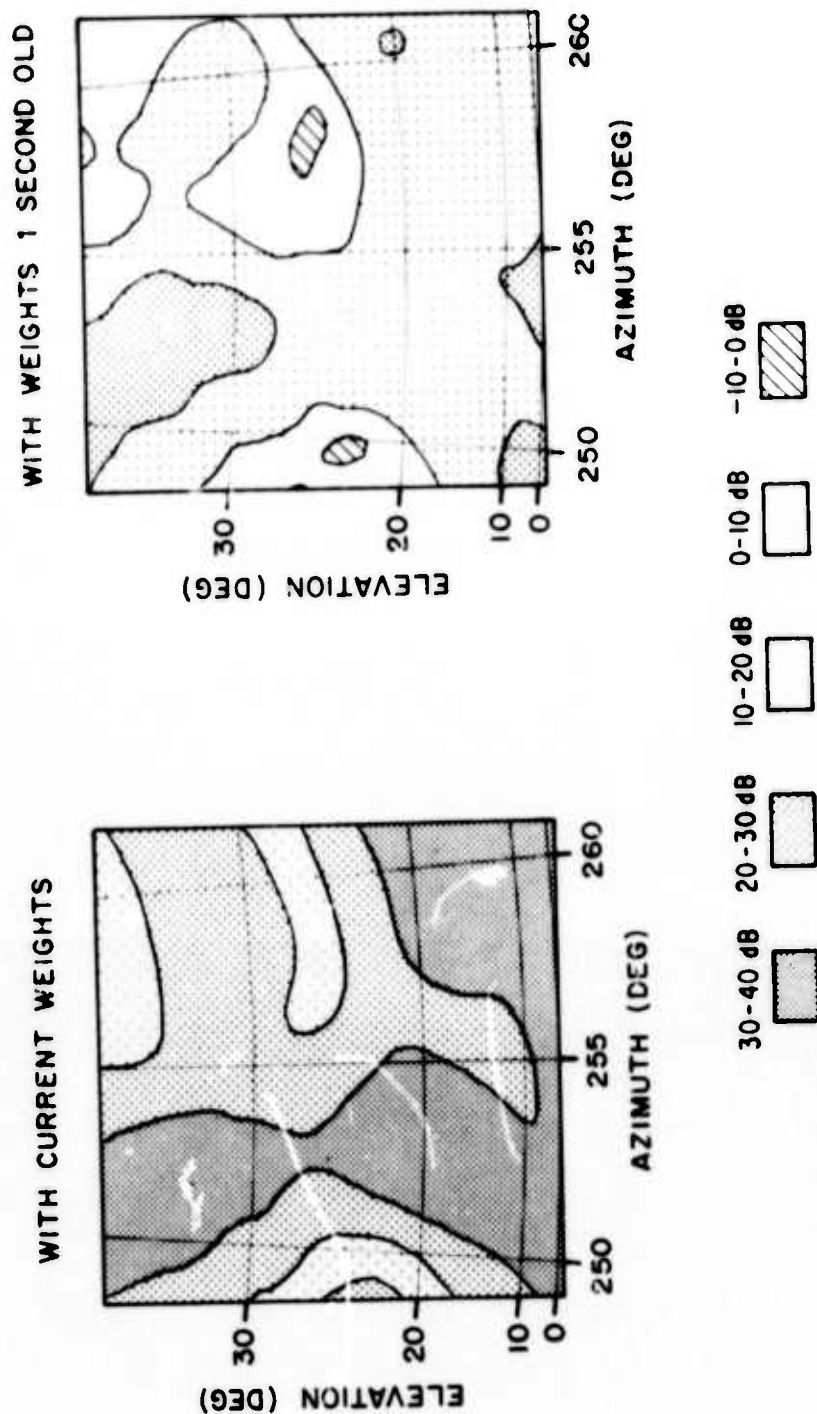 WITH CURRENT WEIGHTS
ELEVATION (DEG)
30
20
10
0
250
255
260
AZIMUTH (DEG)
WITH WEIGHTS 1 SECOND OLD
ELEVATION (DEG)
30
20
10
0
250
255
26C
AZIMUTH (DEG)
30-40 dB
20-30 dB
10-20 dB
0-10 dB
-10-0 dB